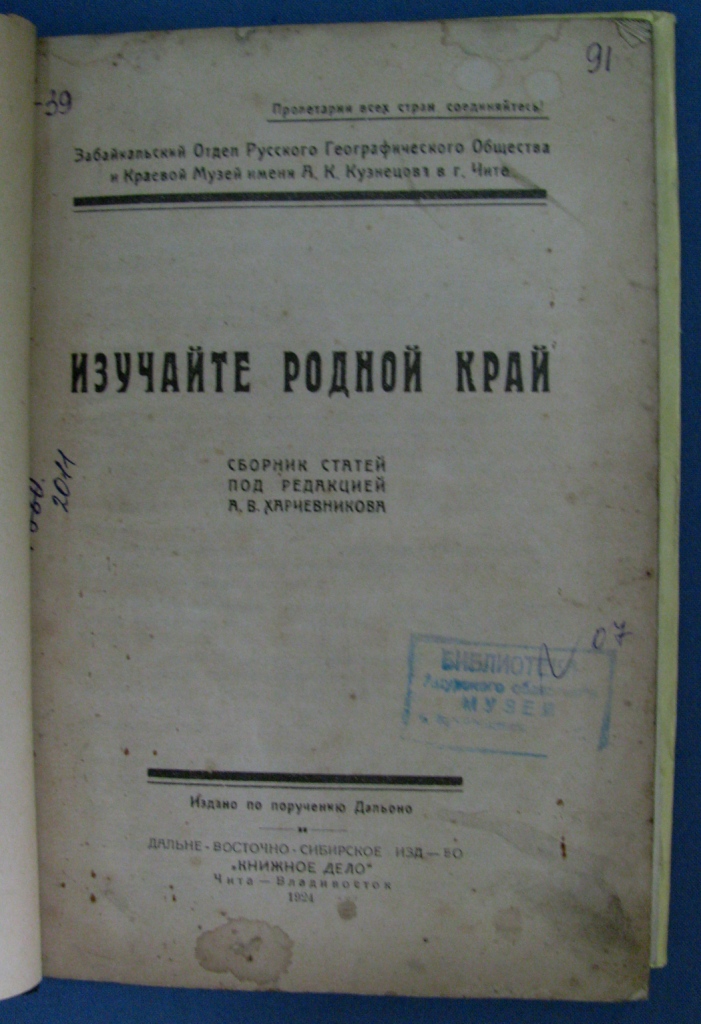 91
-39
Пролетарии всех стран, соединяйтесь!
Забайкальский Отдел Русского Географического Общества
и Краевой Музей имени А. К. Кузнецова в г. Чите.
ИЗУЧАЙТЕ РОДНОЙ КРАЙ
СБОРНИК СТАТЕЙ
ПОД РЕДАКЦИЕЙ
А. В. ХАРЧЕВНИКОВА
2011
07
БИБЛИОТЕКА
МУЗЕЙ
Издано по поручению Дальоно
ДАЛЬНЕ-ВОСТОЧНО-СИБИРСКОЕ ИЗД—ВО
„КНИЖНОЕ ДЕЛО"
Чита—Владивосток
1924